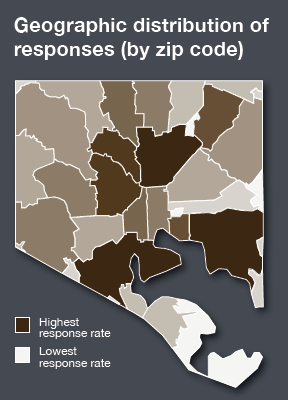 Geographic distribution of
responses (by zip code)
Highest
response rate
Lowest
response rate